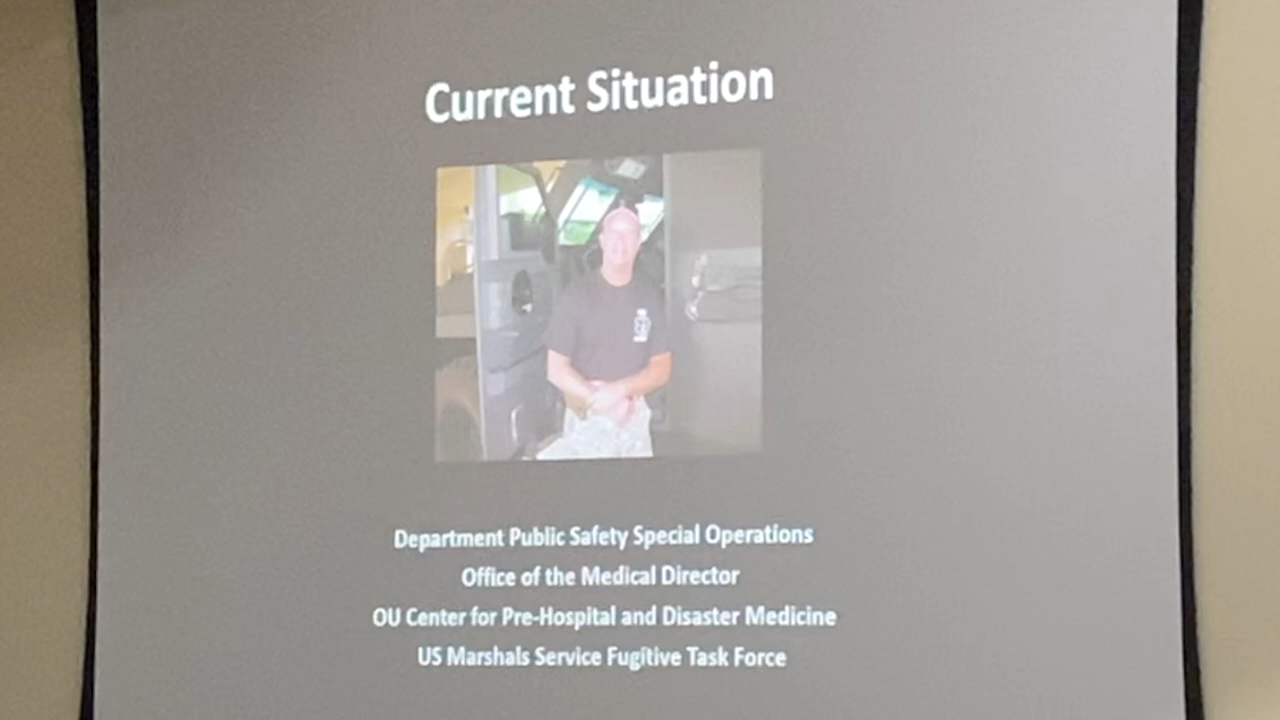 Current Situation
Department Public Safety Special Operations
Office of the Medical Director
OU Center for Pre-Hospital and Disaster Medicine
US Marshals Service Fugitive Task Force